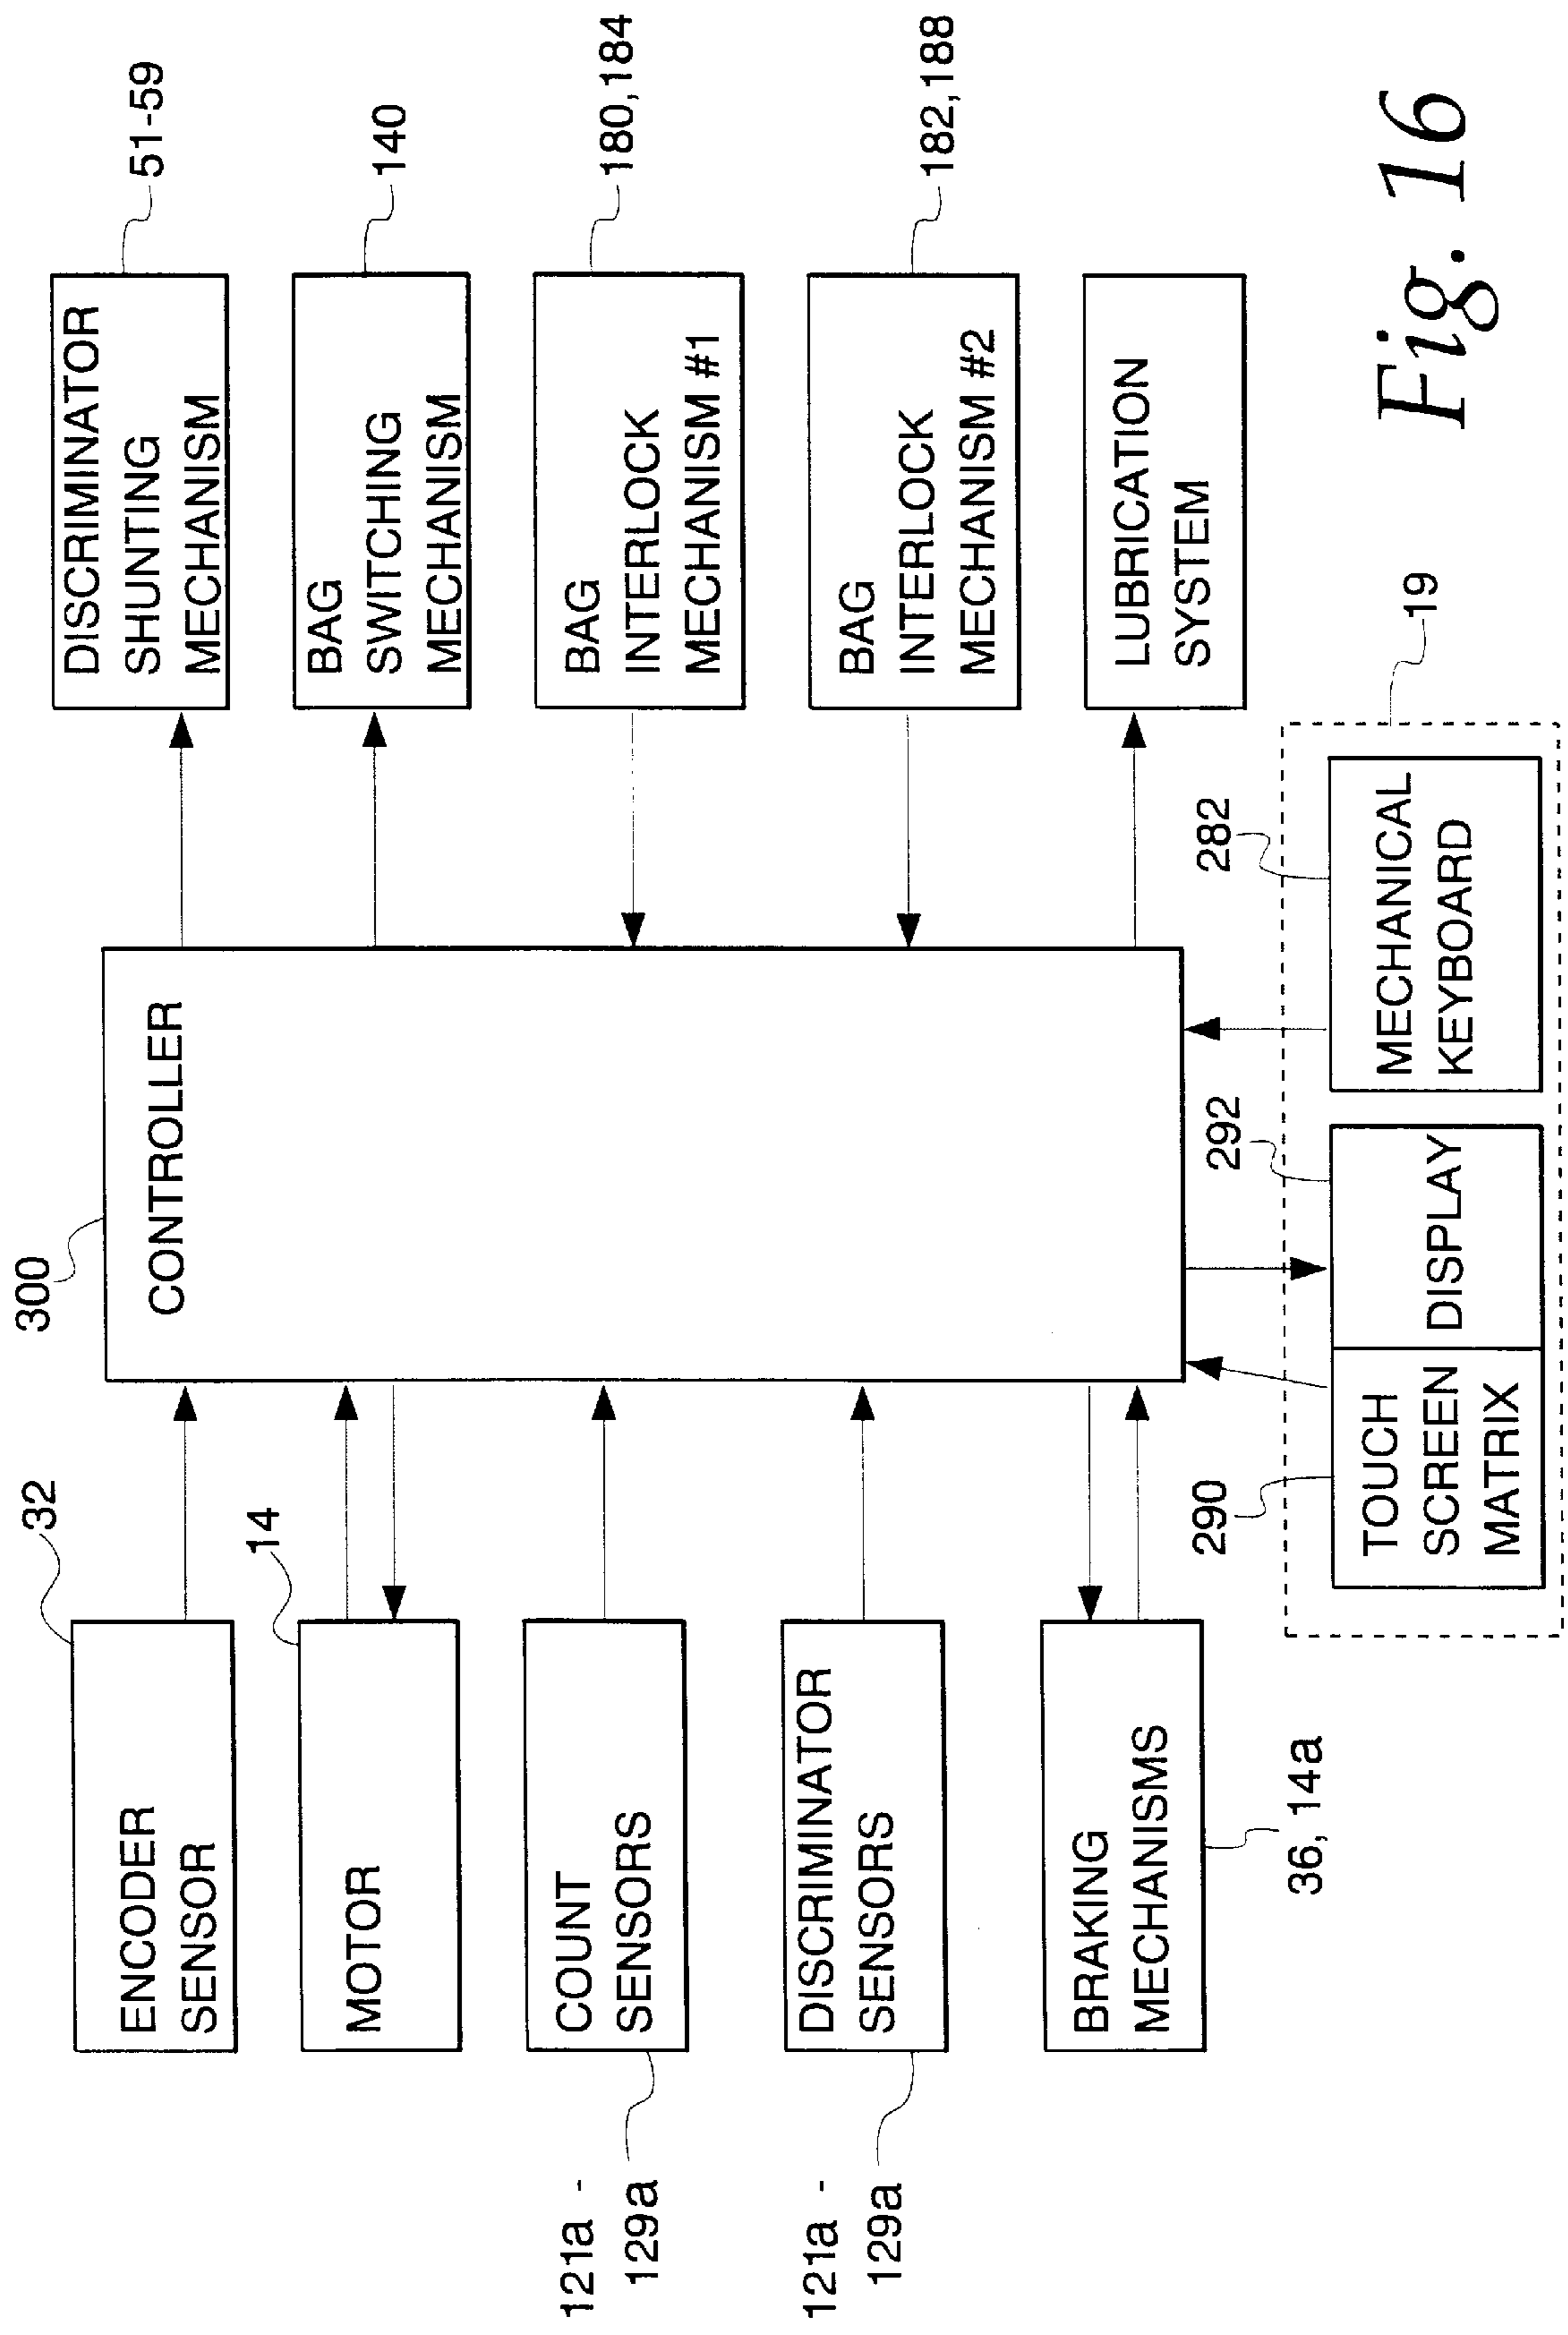 32
ENCODER
SENSOR
14
MOTOR
COUNT
SENSORS
121a -
129a
DISCRIMINATOR
SENSORS
121a -
129a
BRAKING
MECHANISMS
36, 14a
300
CONTROLLER
DISCRIMINATOR
SHUNTING
MECHANISM
51-59
BAG
SWITCHING
MECHANISM
140
BAG
INTERLOCK
MECHANISM #1
180,184
BAG
INTERLOCK
MECHANISM #2
182,188
LUBRICATION
SYSTEM
290
TOUCH
SCREEN
MATRIX
292
DISPLAY
282
MECHANICAL
KEYBOARD
19
Fig. 16